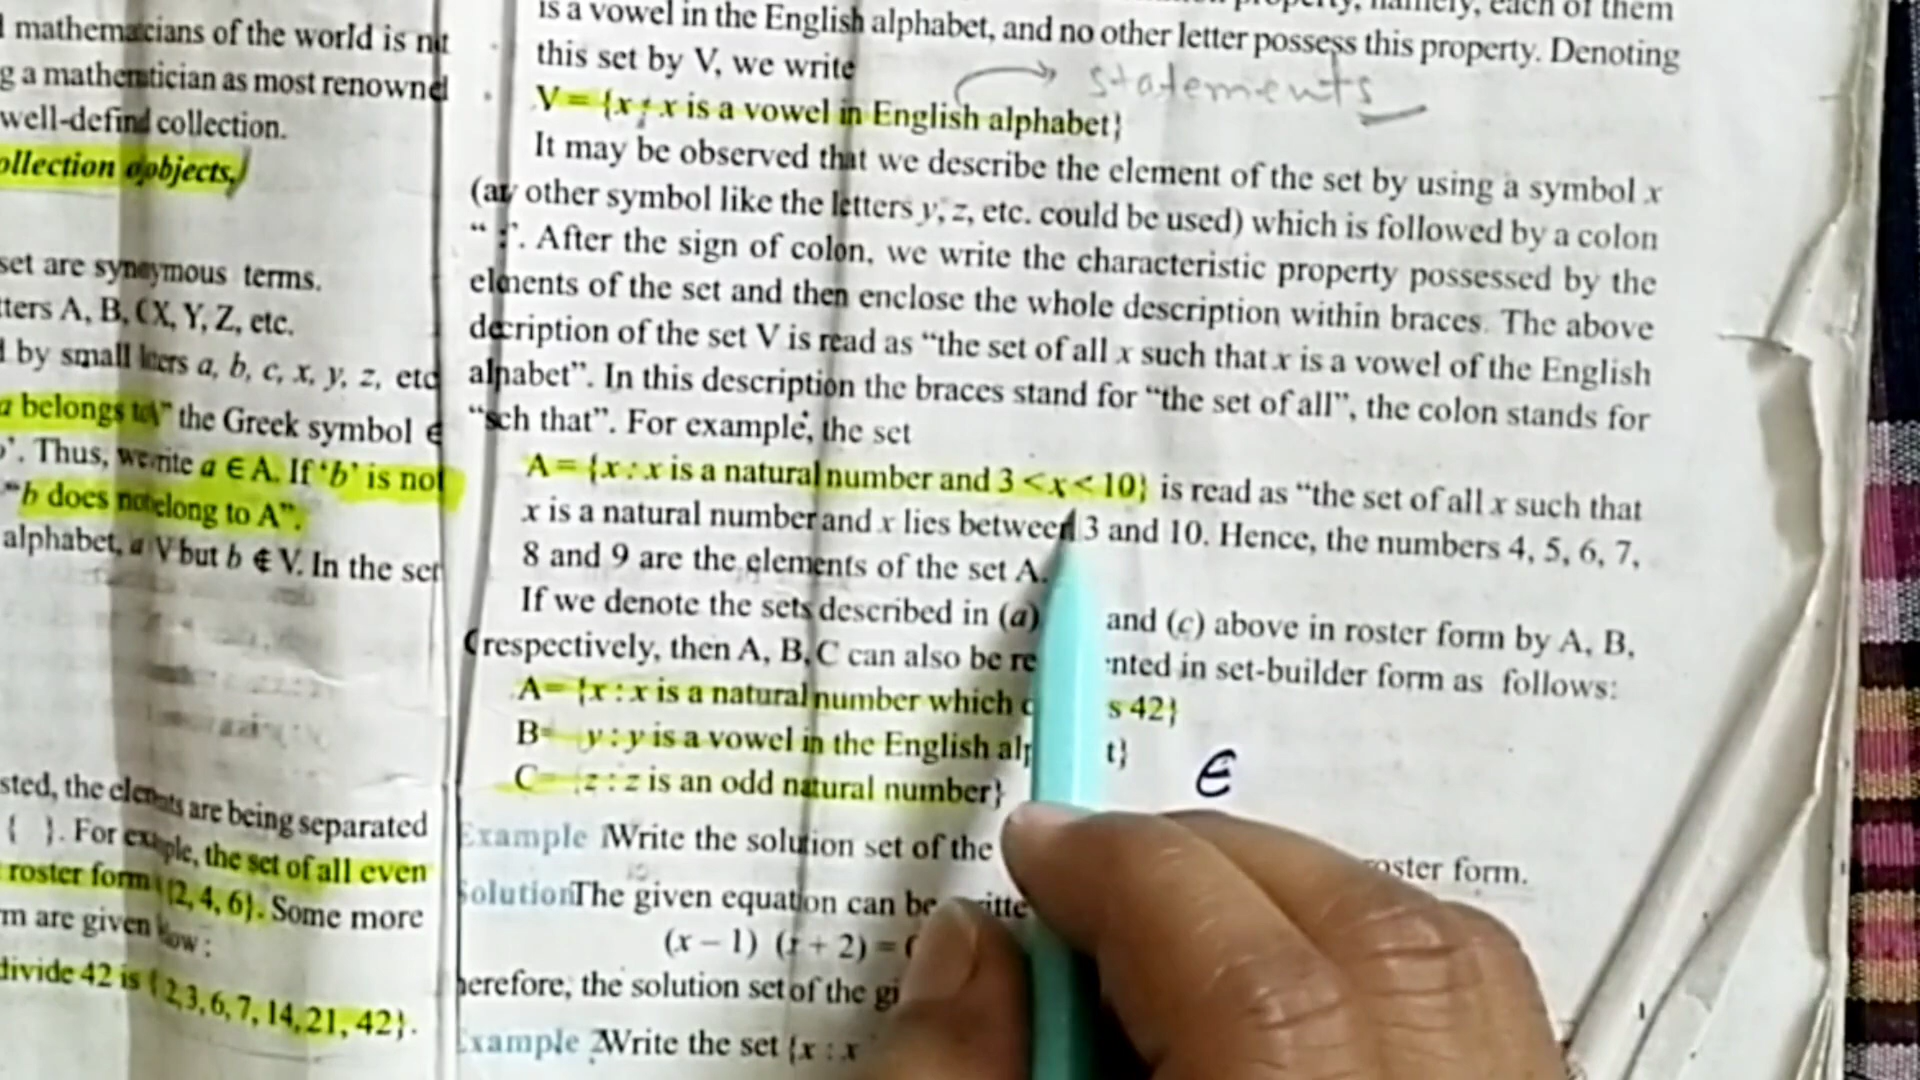 l mathematicians of the world is not
g a mathematician as most renowned
well-defind collection.
ollection objects,
set are synonymous terms.
tters A, B, C, X, Y, Z, etc.
d by small letters a, b, c, x, y, z, etc
a belongs to A” the Greek symbol ∈
’. Thus, we write a ∈ A. If ‘b’ is not
“b does not belong to A”.
alphabet, a ∈ V but b ∉ V. In the set
sted, the elements are being separated
{ }. For example, the set of all even
roster form {2, 4, 6}. Some more
m are given below :
divide 42 is { 2, 3, 6, 7, 14, 21, 42}.
property, namely, each of them
is a vowel in the English alphabet, and no other letter possess this property. Denoting
this set by V, we write
statements
V = {x : x is a vowel in English alphabet}
It may be observed that we describe the element of the set by using a symbol x
(any other symbol like the letters y, z, etc. could be used) which is followed by a colon
“ : ”. After the sign of colon, we write the characteristic property possessed by the
elements of the set and then enclose the whole description within braces. The above
description of the set V is read as “the set of all x such that x is a vowel of the English
alphabet”. In this description the braces stand for “the set of all”, the colon stands for
“such that”. For example, the set
A = {x : x is a natural number and 3 < x < 10} is read as “the set of all x such that
x is a natural number and x lies between 3 and 10. Hence, the numbers 4, 5, 6, 7,
8 and 9 are the elements of the set A.
If we denote the sets described in (a) and (c) above in roster form by A, B,
C respectively, then A, B, C can also be re nted in set-builder form as follows:
A= {x : x is a natural number which s 42}
B= y : y is a vowel in the English alp t}
C= {z : z is an odd natural number}
∈
Example 1 Write the solution set of the roster form.
Solution The given equation can be
(x – 1) (x + 2) =
herefore, the solution set of the gi
Example 2 Write the set {x : x